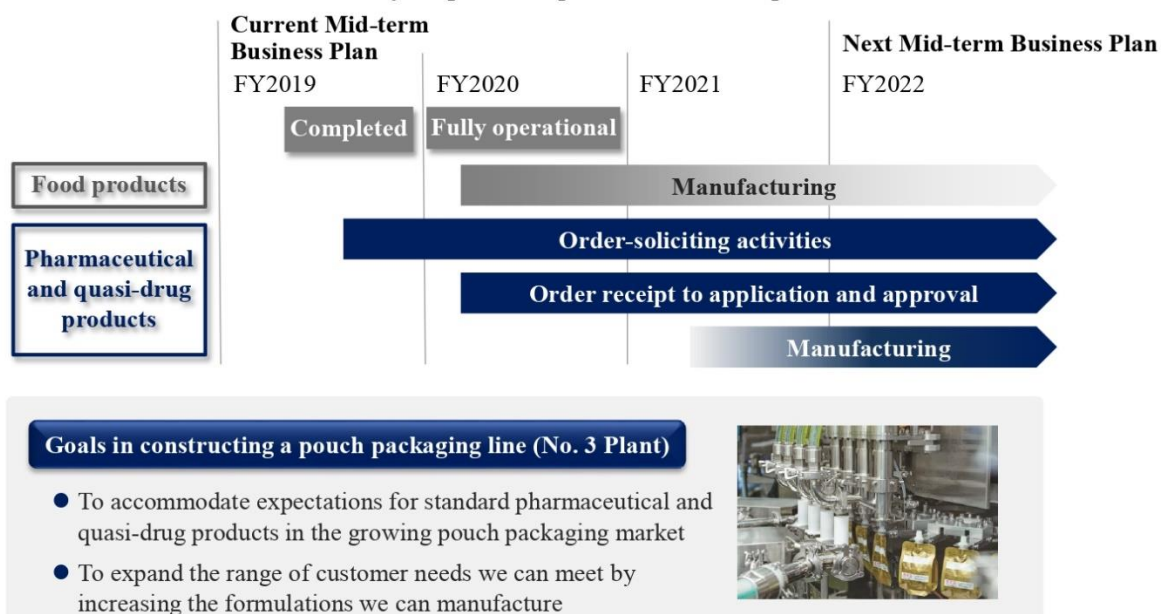 Current Mid-term
Business Plan
Next Mid-term Business Plan
FY2019
FY2020
FY2021
FY2022
Completed
Fully operational
Food products
Manufacturing
Pharmaceutical
and quasi-drug
products
Order-soliciting activities
Order receipt to application and approval
Manufacturing
Goals in constructing a pouch packaging line (No. 3 Plant)
● To accommodate expectations for standard pharmaceutical and
quasi-drug products in the growing pouch packaging market
● To expand the range of customer needs we can meet by
increasing the formulations we can manufacture